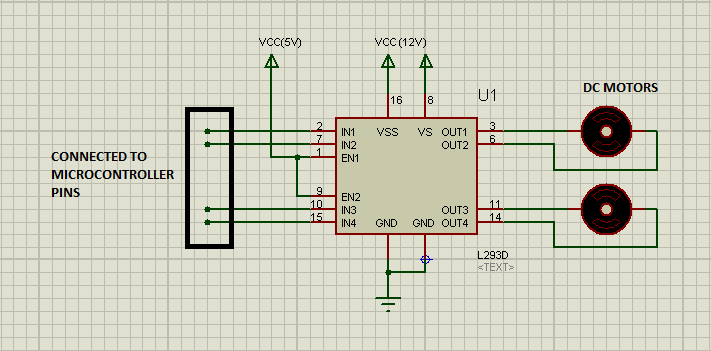 VCC(5V)
VCC (12V)
DC MOTORS
U1
16
8
2
IN1
VSS
VS
OUT1
3
7
IN2
OUT2
6
1
EN1
CONNECTED TO
MICROCONTROLLER
PINS
9
EN2
10
IN3
OUT3
11
15
IN4
GND
GND
OUT4
14
L293D
<TEXT>